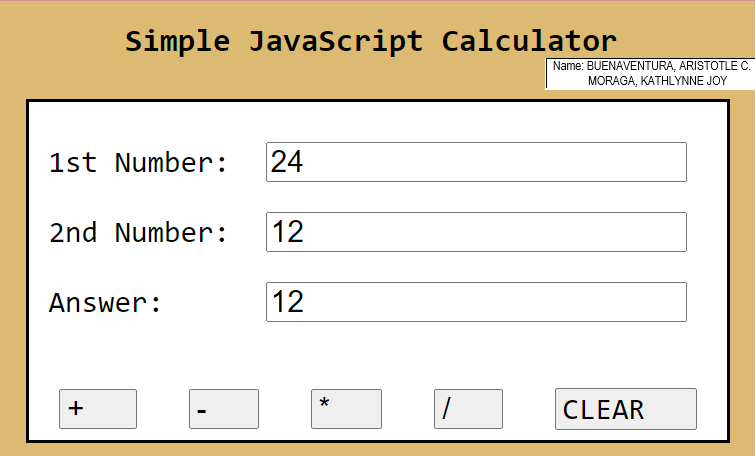 Simple JavaScript Calculator
Name: BUENAVENTURA, ARISTOTLE C.
MORAGA, KATHLYNNE JOY
1st Number: 24
2nd Number: 12
Answer: 12
+ - * / CLEAR